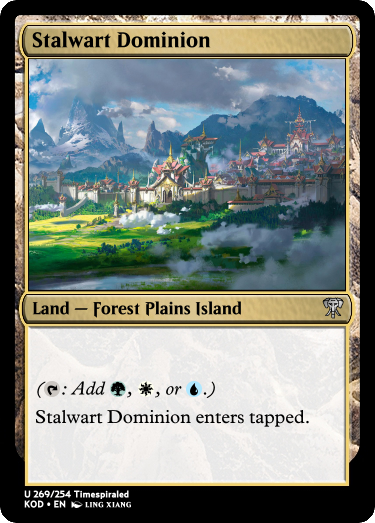 Stalwart Dominion
Land — Forest Plains Island
(: Add , , or .)
Stalwart Dominion enters tapped.
U 269/254 Timespiraled
KOD • EN LING XIANG